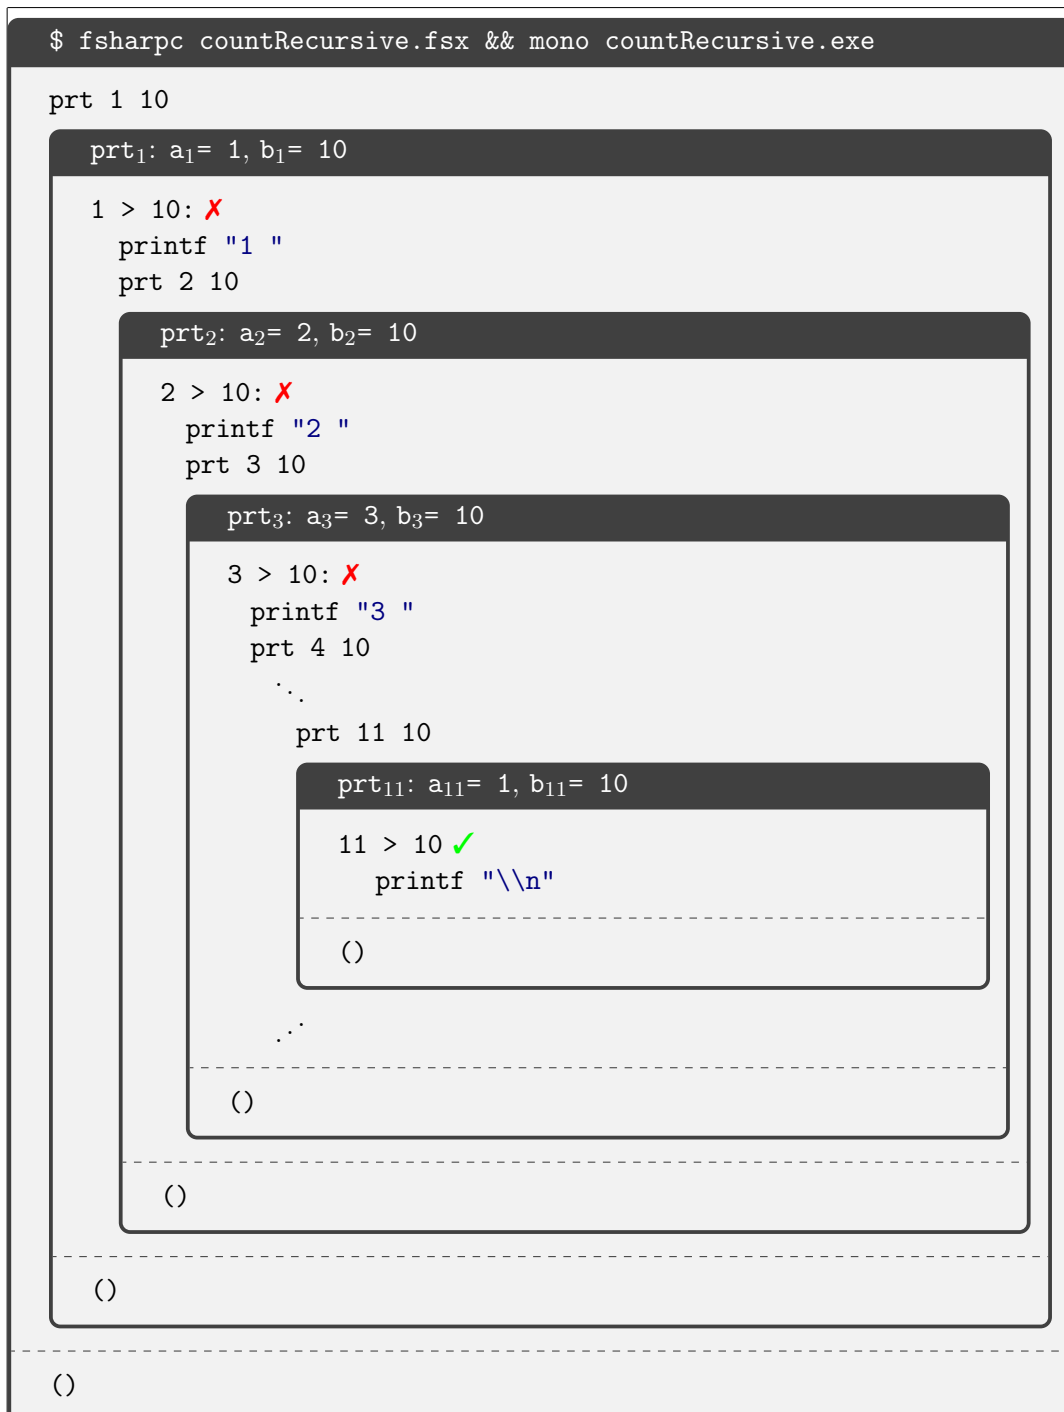 $ fsharpc countRecursive.fsx && mono countRecursive.exe
prt 1 10
prt₁: a₁= 1, b₁= 10
1 > 10: ✗
printf "1 "
prt 2 10
prt₂: a₂= 2, b₂= 10
2 > 10: ✗
printf "2 "
prt 3 10
prt₃: a₃= 3, b₃= 10
3 > 10: ✗
printf "3 "
prt 4 10
⋱
prt 11 10
prt₁₁: a₁₁= 1, b₁₁= 10
11 > 10 ✓
printf "\\n"
()
⋰
()
()
()
()